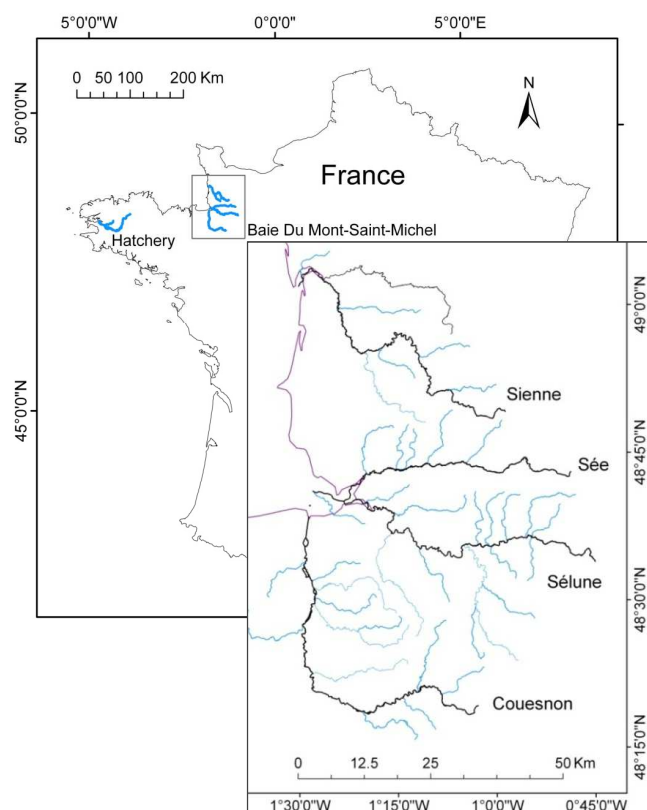 5°0'0"W 0°0'0" 5°0'0"E
0 50 100 200 Km
N
50°0'0"N
France
Baie Du Mont-Saint-Michel
Hatchery
49°0'0"N
Sienne
45°0'0"N
48°45'0"N
Sée
Sélune
48°30'0"N
Couesnon
48°15'0"N
0 12.5 25 50 Km
1°30'0"W 1°15'0"W 1°0'0"W 0°45'0"W